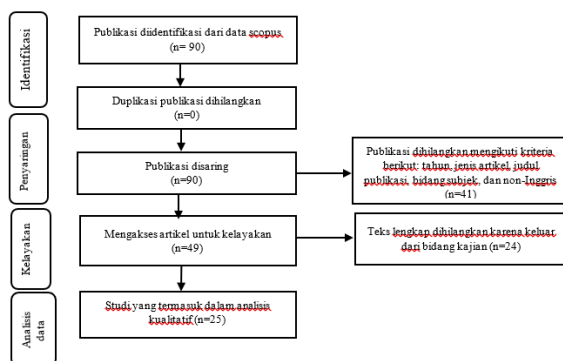 Identifikasi
Publikasi diidentifikasi dari data scopus
(n= 90)
Duplikasi publikasi dihilangkan
(n=0)
Penyaringan
Publikasi disaring
(n=90)
Publikasi dihilangkan mengikuti kriteria
berikut: tahun, jenis artikel, judul
publikasi, bidang subjek, dan non-Inggris
(n=41)
Kelayakan
Mengakses artikel untuk kelayakan
(n=49)
Teks lengkap dihilangkan karena keluar
dari bidang kajian (n=24)
Analisis
data
Studi yang termasuk dalam analisis
kualitatif (n=25)